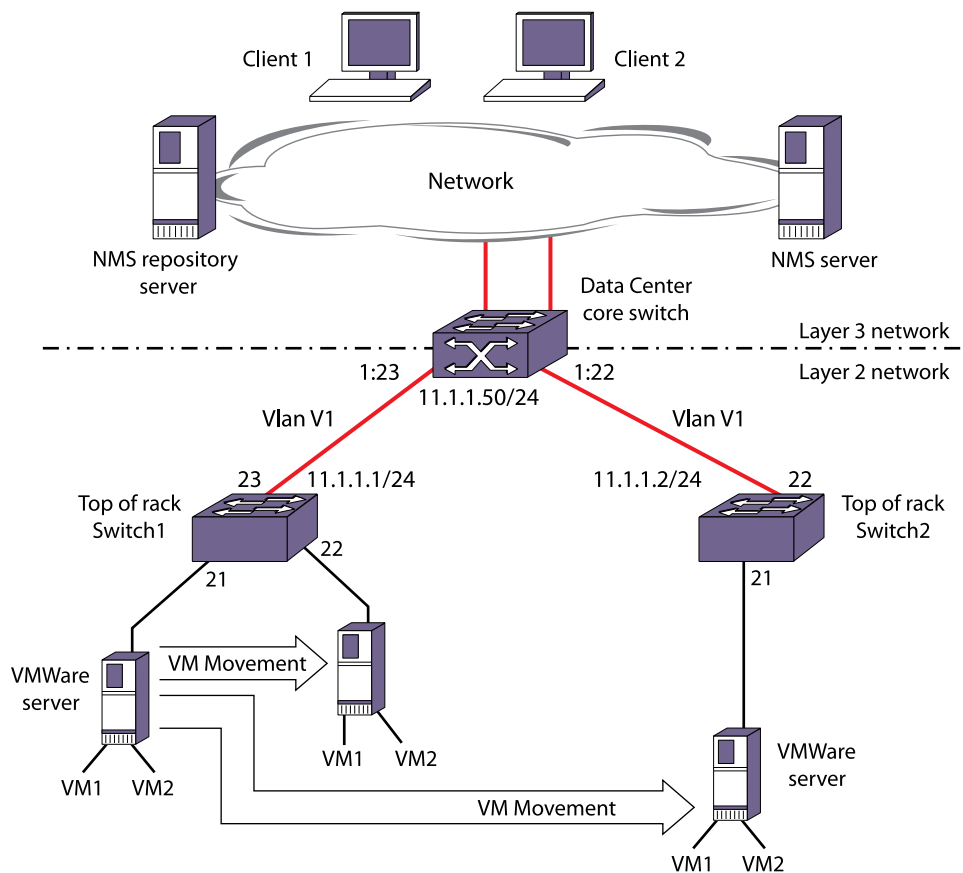 Client 1
Client 2
Network
NMS repository
server
NMS server
Data Center
core switch
Layer 3 network
Layer 2 network
1:23
1:22
11.1.1.50/24
Vlan V1
Vlan V1
23
11.1.1.1/24
11.1.1.2/24
22
Top of rack
Switch1
Top of rack
Switch2
22
21
21
VM Movement
VMWare
server
VM1
VM2
VM1
VM2
VMWare
server
VM Movement
VM1
VM2